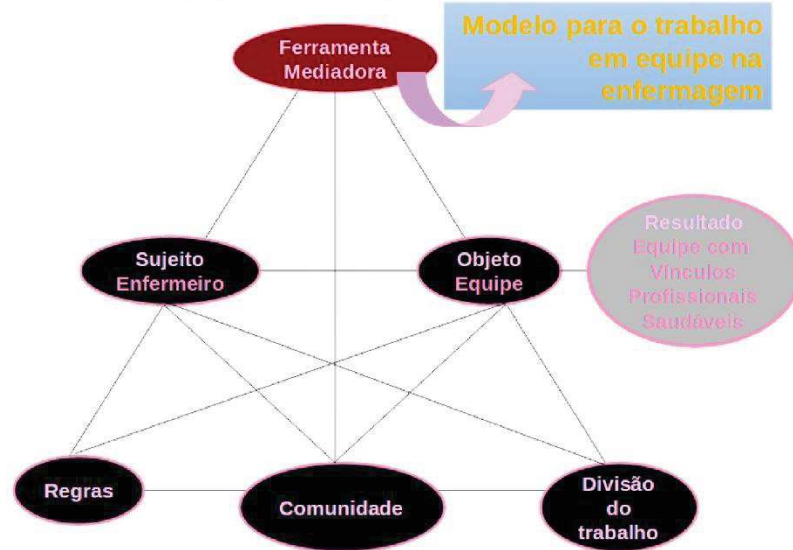 Ferramenta
Mediadora
Modelo para o trabalho
em equipe na
enfermagem
Sujeito
Enfermeiro
Objeto
Equipe
Resultado
Equipe com
Vínculos
Profissionais
Saudáveis
Regras
Comunidade
Divisão
do
trabalho